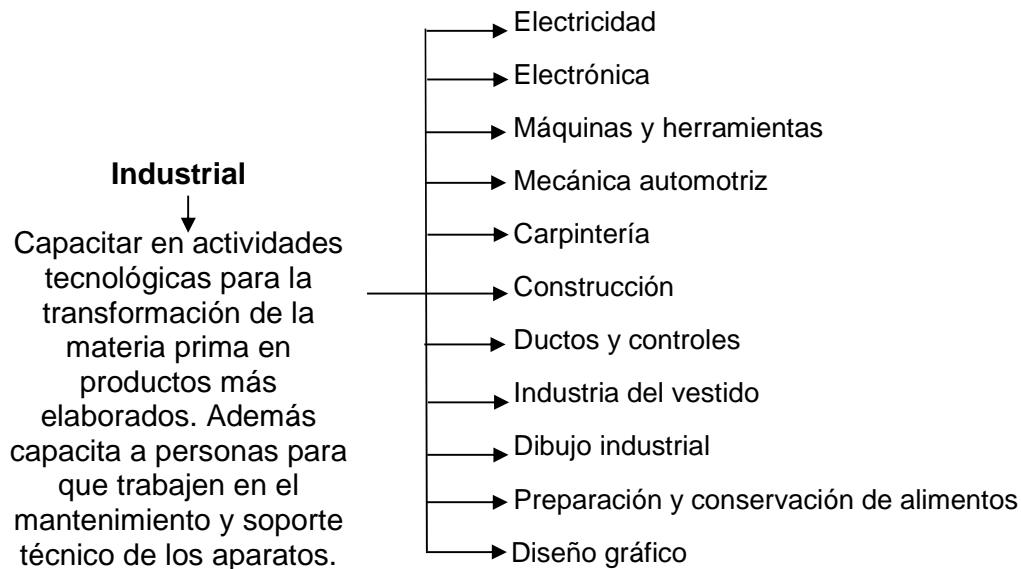 Industrial
Capacitar en actividades
tecnológicas para la
transformación de la
materia prima en
productos más
elaborados. Además
capacita a personas para
que trabajen en el
mantenimiento y soporte
técnico de los aparatos.
Electricidad
Electrónica
Máquinas y herramientas
Mecánica automotriz
Carpintería
Construcción
Ductos y controles
Industria del vestido
Dibujo industrial
Preparación y conservación de alimentos
Diseño gráfico